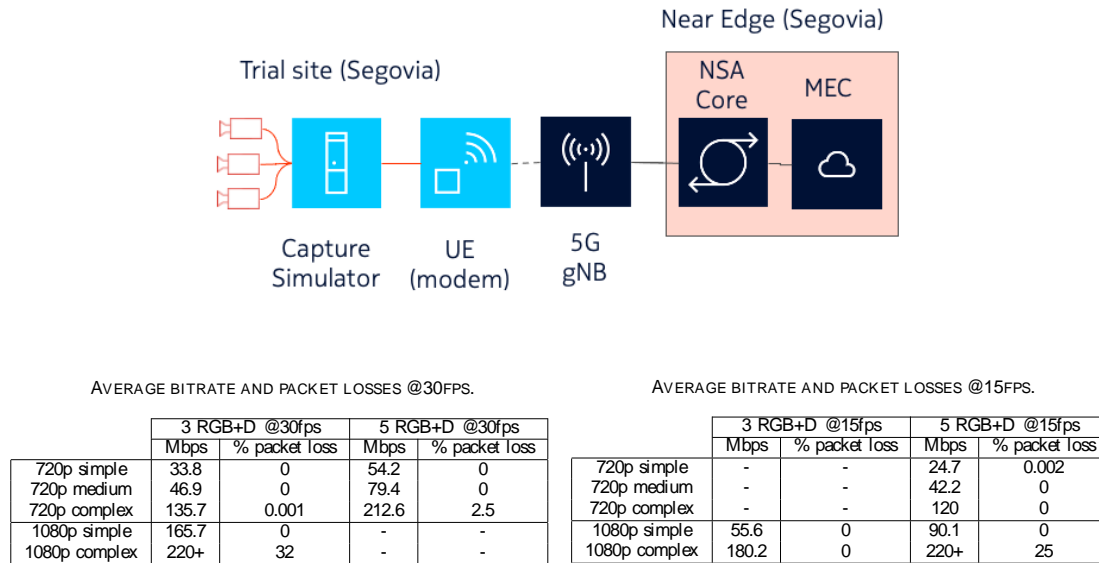 Near Edge (Segovia)
Trial site (Segovia)
NSA
Core
MEC
Capture
Simulator
UE
(modem)
5G
gNB
AVERAGE BITRATE AND PACKET LOSSES @30FPS.
3 RGB+D @30fps 5 RGB+D @30fps
Mbps % packet loss Mbps % packet loss
720p simple 33.8 0 54.2 0
720p medium 46.9 0 79.4 0
720p complex 135.7 0.001 212.6 2.5
1080p simple 165.7 0 - -
1080p complex 220+ 32 - -
AVERAGE BITRATE AND PACKET LOSSES @15FPS.
3 RGB+D @15fps 5 RGB+D @15fps
Mbps % packet loss Mbps % packet loss
720p simple - - 24.7 0.002
720p medium - - 42.2 0
720p complex - - 120 0
1080p simple 55.6 0 90.1 0
1080p complex 180.2 0 220+ 25